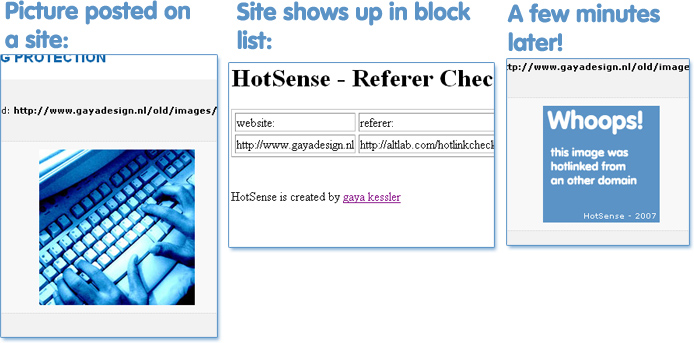 Picture posted on
a site:
G PROTECTION
d: http://www.gayadesign.nl/old/images/
Site shows up in block
list:
HotSense - Referer Chec
website:
referer:
http://www.gayadesign.nl
http://altlab.com/hotlinkcheck
HotSense is created by gaya kessler
A few minutes
later!
ttp://www.gayadesign.nl/old/image
Whoops!
this image was
hotlinked from
an other domain
HotSense - 2007